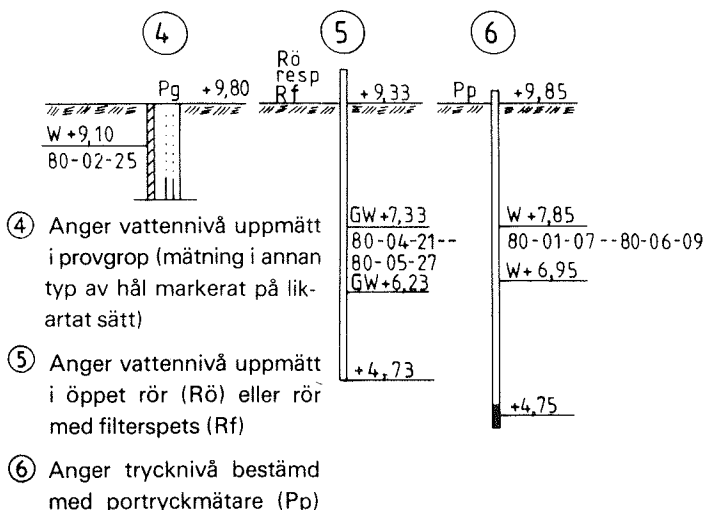 ④ ⑤ ⑥
Rö
resp
Rf
Pg +9,80
+9,33
Pp +9,85
W +9,10
80-02-25
④ Anger vattennivå uppmätt
i provgrop (mätning i annan
typ av hål markerat på lik-
artat sätt)
⑤ Anger vattennivå uppmätt
i öppet rör (Rö) eller rör
med filterspets (Rf)
⑥ Anger trycknivå bestämd
med portryckmätare (Pp)
GW +7,33
80-04-21--
80-05-27
GW+6,23
+4,73
W +7,85
80-01-07--80-06-09
W+6,95
+4,75